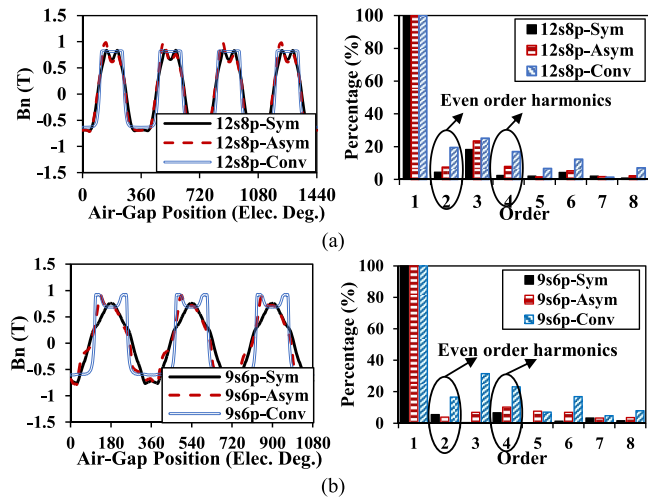 1.5
1
0.5
0
-0.5
-1
-1.5
Bn (T)
12s8p-Sym
12s8p-Asym
12s8p-Conv
0 360 720 1080 1440
Air-Gap Position (Elec. Deg.)
100
80
60
40
20
0
Percentage (%)
12s8p-Sym
12s8p-Asym
12s8p-Conv
Even order harmonics
1 2 3 4 5 6 7 8
Order
(a)
1.5
1
0.5
0
-0.5
-1
-1.5
Bn (T)
9s6p-Sym
9s6p-Asym
9s6p-Conv
0 180 360 540 720 900 1080
Air-Gap Position (Elec. Deg.)
100
80
60
40
20
0
Percentage (%)
9s6p-Sym
9s6p-Asym
9s6p-Conv
Even order harmonics
1 2 3 4 5 6 7 8
Order
(b)